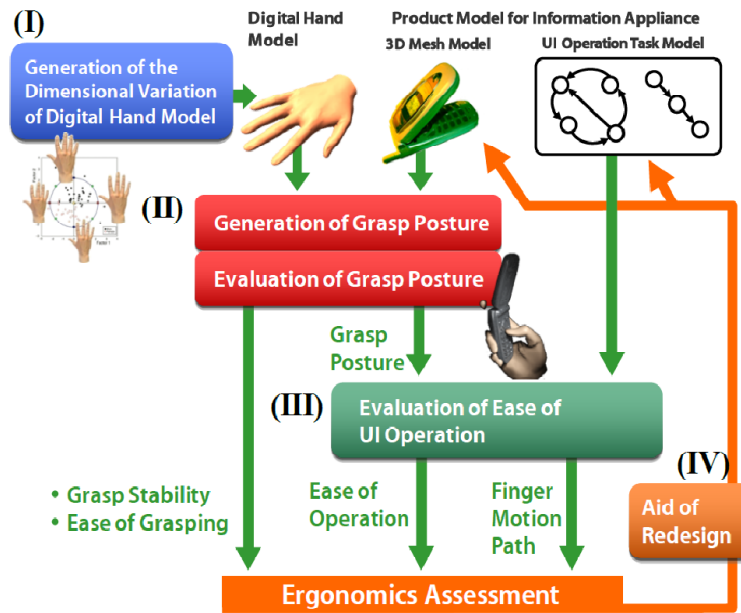 (I)
Generation of the
Dimensional Variation
of Digital Hand Model
Digital Hand
Model
Product Model for Information Appliance
3D Mesh Model
UI Operation Task Model
(II)
Generation of Grasp Posture
Evaluation of Grasp Posture
Grasp
Posture
(III)
Evaluation of Ease of
UI Operation
(IV)
• Grasp Stability
• Ease of Grasping
Ease of
Operation
Finger
Motion
Path
Aid of
Redesign
Ergonomics Assessment